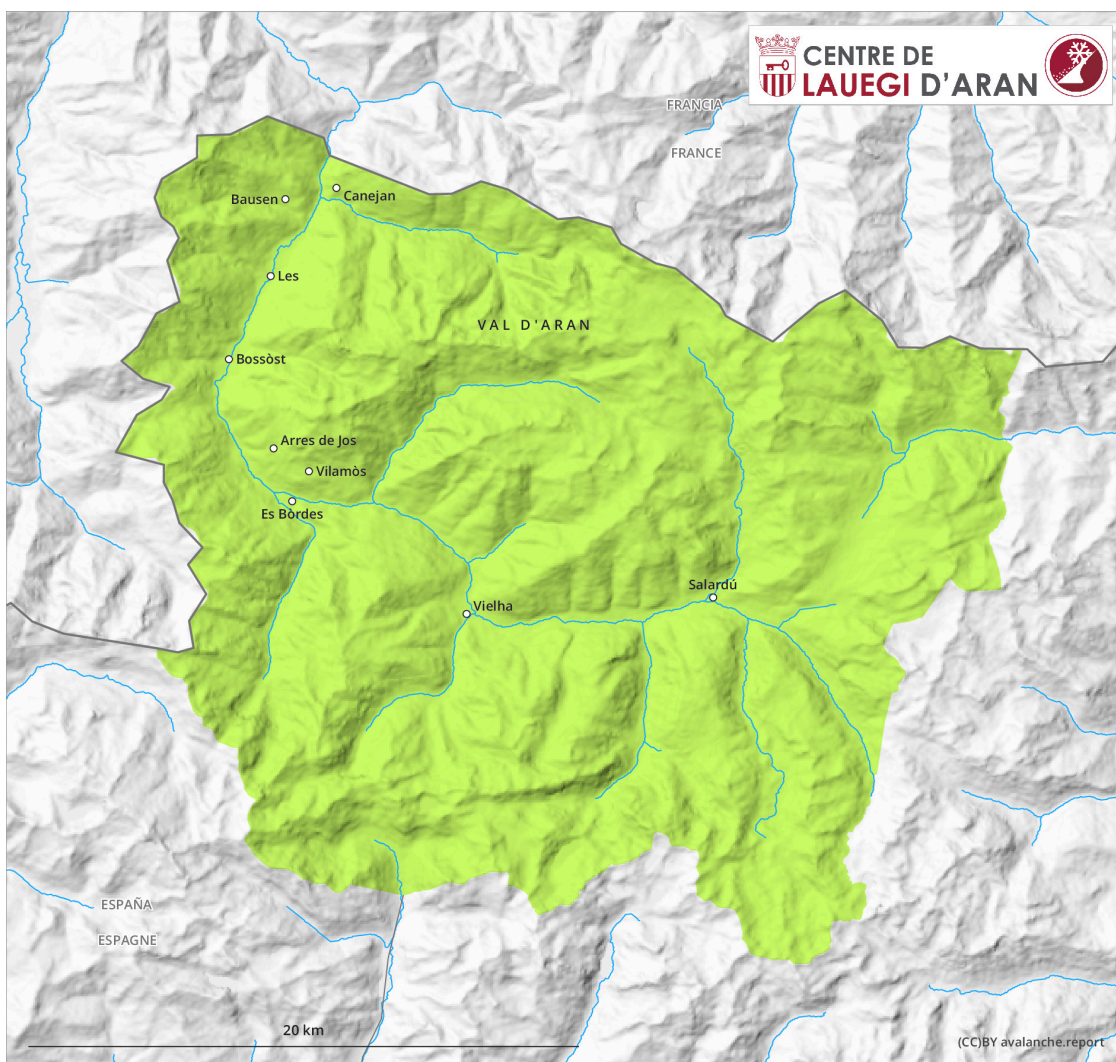 CENTRE DE
LAUEGI D'ARAN
FRANCIA
FRANCE
Canejan
Bausen
Les
VAL D'ARAN
Bossòst
Arres de Jos
Vilamòs
Es Bòrdes
Salardú
Vielha
ESPAÑA
ESPAGNE
20 km
(CC)BY avalanche.report